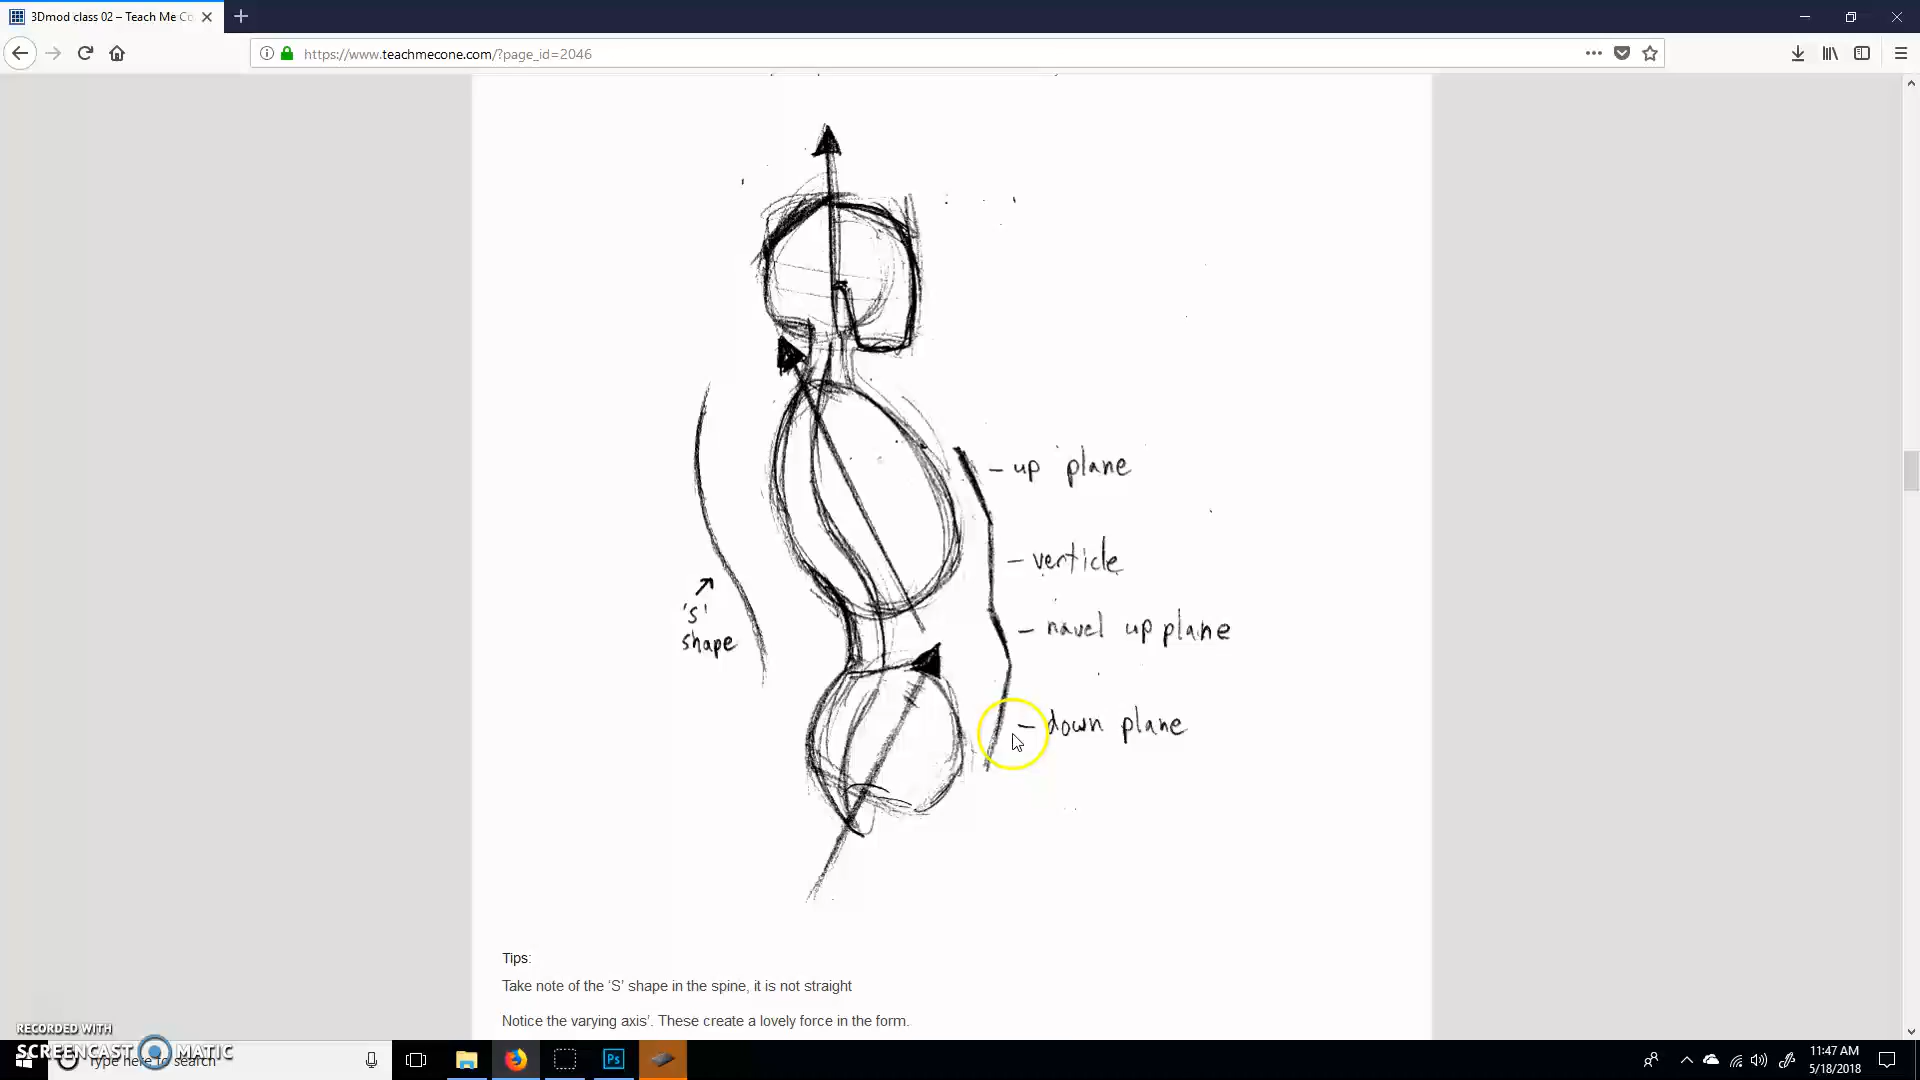 3Dmod class 02 – Teach Me Co
https://www.teachmecone.com/?page_id=2046
- up plane
- verticle
'S'
shape
- navel up plane
- down plane
Tips:
Take note of the ‘S’ shape in the spine, it is not straight
Notice the varying axis’. These create a lovely force in the form.
RECORDED WITH
SCREENCAST MATIC
Type here to search
Ps
11:47 AM
5/18/2018